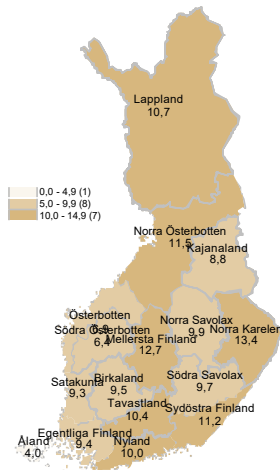 Lappland
10,7
0,0 - 4,9 (1)
5,0 - 9,9 (8)
10,0 - 14,9 (7)
Norra Österbotten
11,5
Kajanaland
8,8
Österbotten
Södra Österbotten
6,4
Mellersta Finland
12,7
Norra Savolax
9,9
Norra Karelen
13,4
Satakunta
9,3
Birkaland
9,5
Södra Savolax
9,7
Tavastland
10,4
Sydöstra Finland
11,2
Åland
4,0
Egentliga Finland
9,4
Nyland
10,0